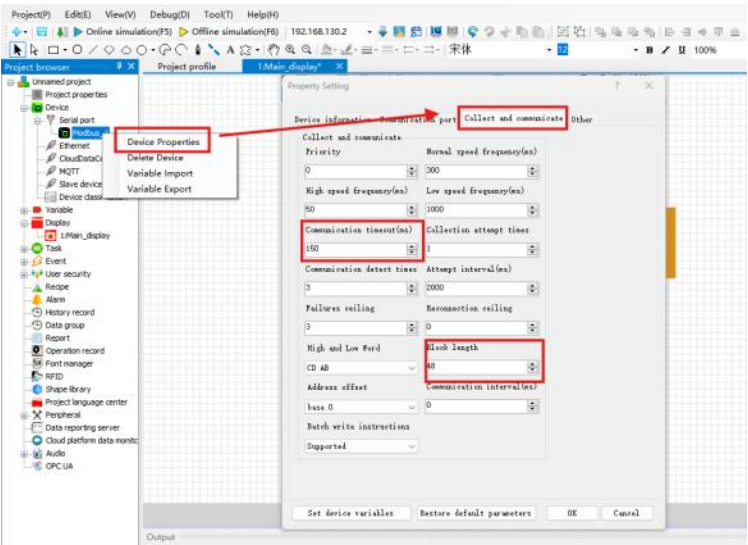 Project(P) Edit(E) View(V) Debug(D) Tool(T) Help(H)
Online simulation(F5) Offline simulation(F6) 192.168.130.2
A 宋体 12 B I U 100%
Project browser
Project profile 1:Main_display*
Unnamed project
Project properties
Device
Serial port
Modbus_
Ethernet
CloudDataCe
MQTT
Slave device
Device class
Variable
Display
1:Main_display
Task
Event
User security
Recipe
Alarm
History record
Data group
Report
Operation record
Font manager
RFID
Shape library
Project language center
Peripheral
Data reporting server
Cloud platform data monitc
Audio
OPC UA
Device Properties
Delete Device
Variable Import
Variable Export
Property Setting ?
Device information Communication port Collect and communicate Other
Collect and communicate
Priority Normal speed frequency(ms)
0 300
High speed frequency(ms) Low speed frequency(ms)
50 1000
Communication timeout(ms) Collection attempt times
150 1
Communication detect times Attempt interval(ms)
3 2000
Failures ceiling Reconnection ceiling
3 0
High and Low Word Block length
CD AB 48
Address offset Communication interval(ms)
base 0 0
Batch write instructions
Supported
Set device variables Restore default parameters OK Cancel
Output